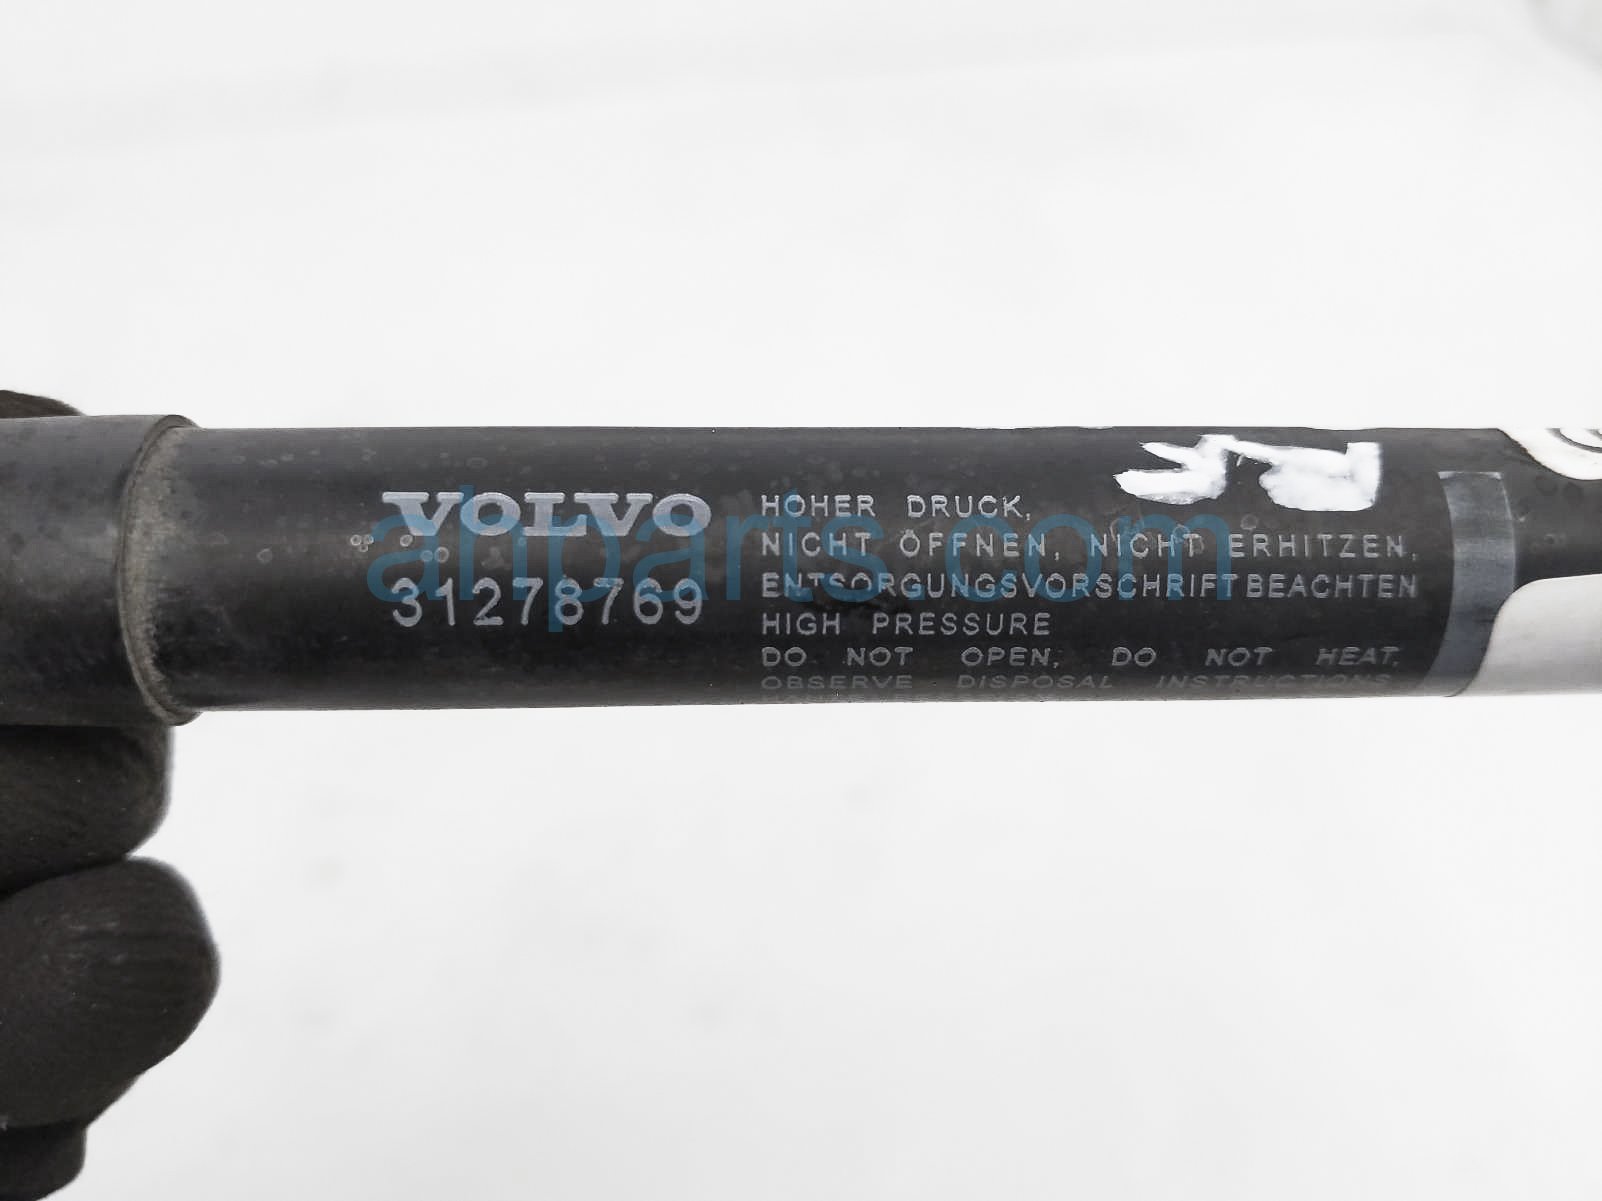 VOLVO
31278769
HOHER DRUCK,
NICHT ÖFFNEN, NICHT ERHITZEN,
ENTSORGUNGSVORSCHRIFT BEACHTEN
HIGH PRESSURE
DO NOT OPEN, DO NOT HEAT,
OBSERVE DISPOSAL INSTRUCTIONS
ahparts.com